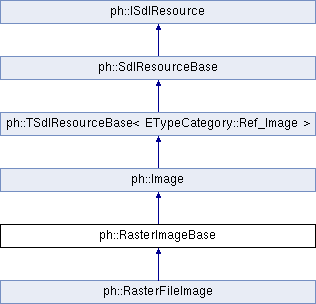 ph::ISdlResource
ph::SdlResourceBase
ph::TSdlResourceBase< ETypeCategory::Ref_Image >
ph::Image
ph::RasterImageBase
ph::RasterFileImage